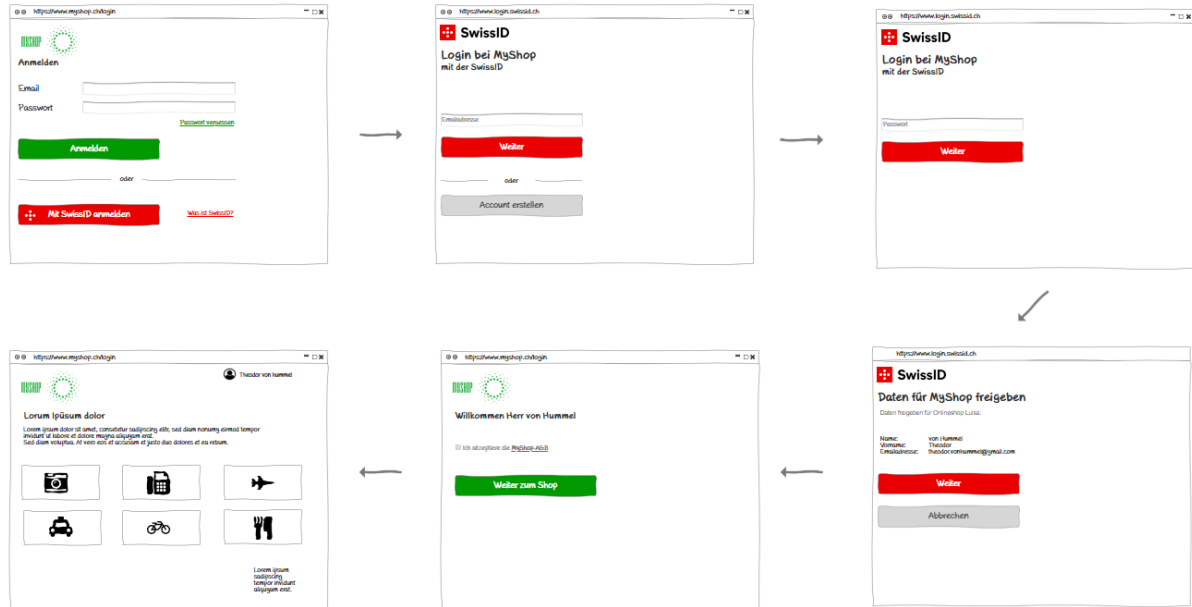 https://www.myshop.ch/login
MYSHOP
Anmelden
Email
Passwort
Passwort vergessen
Anmelden
oder
Mit SwissID anmelden
Was ist SwissID?
https://www.login.swissid.ch
SwissID
Login bei MyShop
mit der SwissID
Emailadresse
Weiter
oder
Account erstellen
https://www.login.swissid.ch
SwissID
Login bei MyShop
mit der SwissID
Passwort
Weiter
https://www.login.swissid.ch
SwissID
Daten für MyShop freigeben
Daten freigeben für Onlineshop Luisa:
Name: von Hummel
Vorname: Theodor
Emailadresse: theodor.vonhummel@gmail.com
Weiter
Abbrechen
https://www.myshop.ch/login
MYSHOP
Willkommen Herr von Hummel
Ich akzeptiere die MyShop-AGB
Weiter zum Shop
https://www.myshop.ch/login
Theodor von Hummel
MYSHOP
Lorum Ipüsum dolor
Lorem ipsum dolor sit amet, consetetur sadipscing elitr, sed diam nonumy eirmod tempor
invidunt ut labore et dolore magna aliquyam erat.
Sed diam voluptua. At vero eos et accusam et justo duo dolores et ea rebum.
Lorem ipsum
sadipscing
tempor invidunt
aliquyam erat.